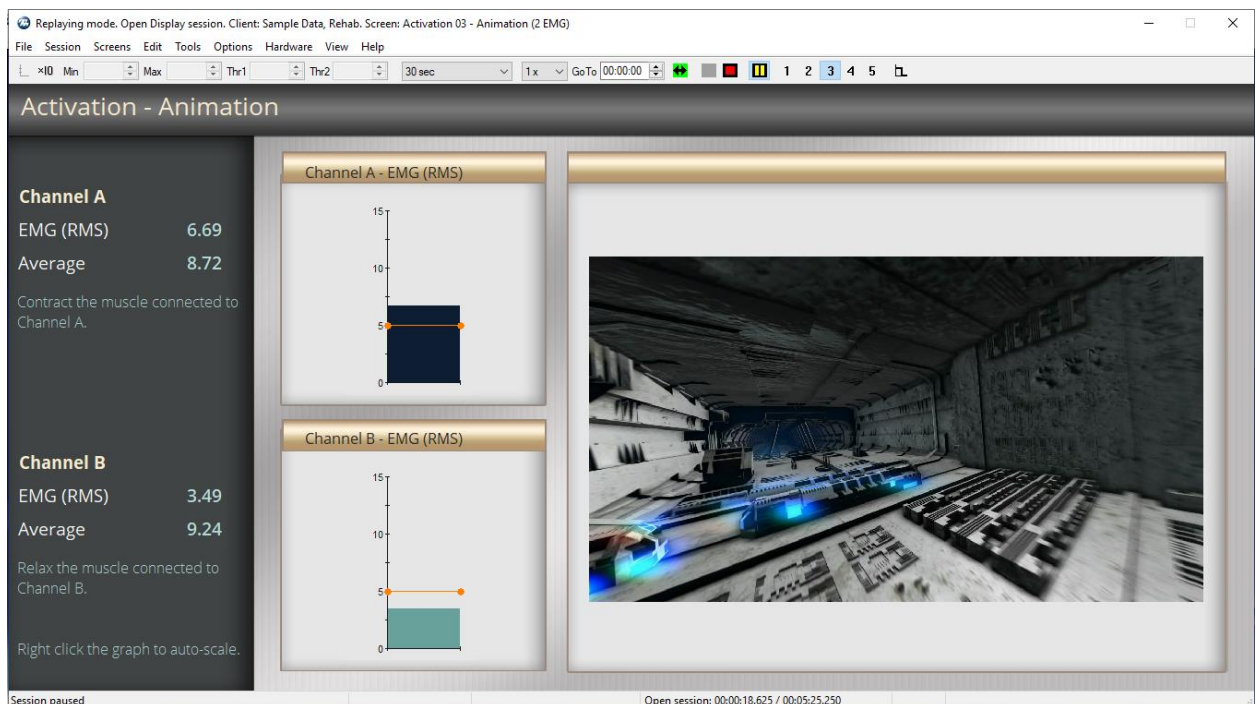 Replaying mode. Open Display session. Client: Sample Data, Rehab. Screen: Activation 03 - Animation (2 EMG)
File Session Screens Edit Tools Options Hardware View Help
×10 Min Max Thr1 Thr2 30 sec 1 x GoTo 00:00:00 1 2 3 4 5
Activation - Animation
Channel A
EMG (RMS) 6.69
Average 8.72
Contract the muscle connected to
Channel A.
Channel B
EMG (RMS) 3.49
Average 9.24
Relax the muscle connected to
Channel B.
Right click the graph to auto-scale.
Channel A - EMG (RMS)
15
10
5
0
Channel B - EMG (RMS)
15
10
5
0
Session paused
Open session: 00:00:18.625 / 00:05:25.250